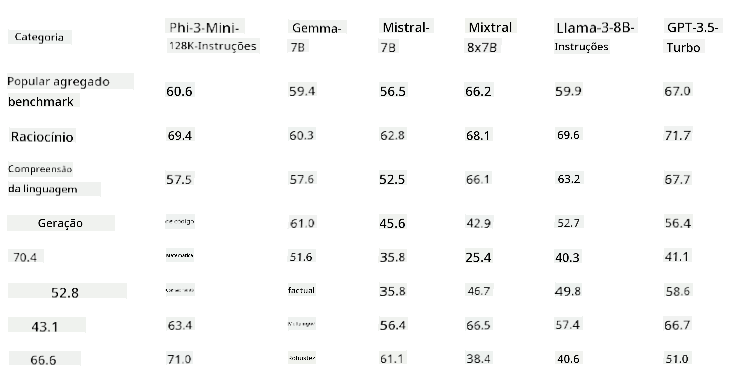 Categoria Phi-3-Mini-128K-Instruções Gemma-7B Mistral-7B Mixtral 8x7B Llama-3-8B-Instruções GPT-3.5-Turbo
Popular agregado benchmark 60.6 59.4 56.5 66.2 59.9 67.0
Raciocínio 69.4 60.3 62.8 68.1 69.6 71.7
Compreensão da linguagem 57.5 57.6 52.5 66.1 63.2 67.7
Geração de código 61.0 45.6 42.9 52.7 56.4
70.4 Matemática 51.6 35.8 25.4 40.3 41.1
52.8 factual 35.8 46.7 49.8 58.6
43.1 63.4 56.4 66.5 57.4 66.7
66.6 71.0 Robustez 61.1 38.4 40.6 51.0